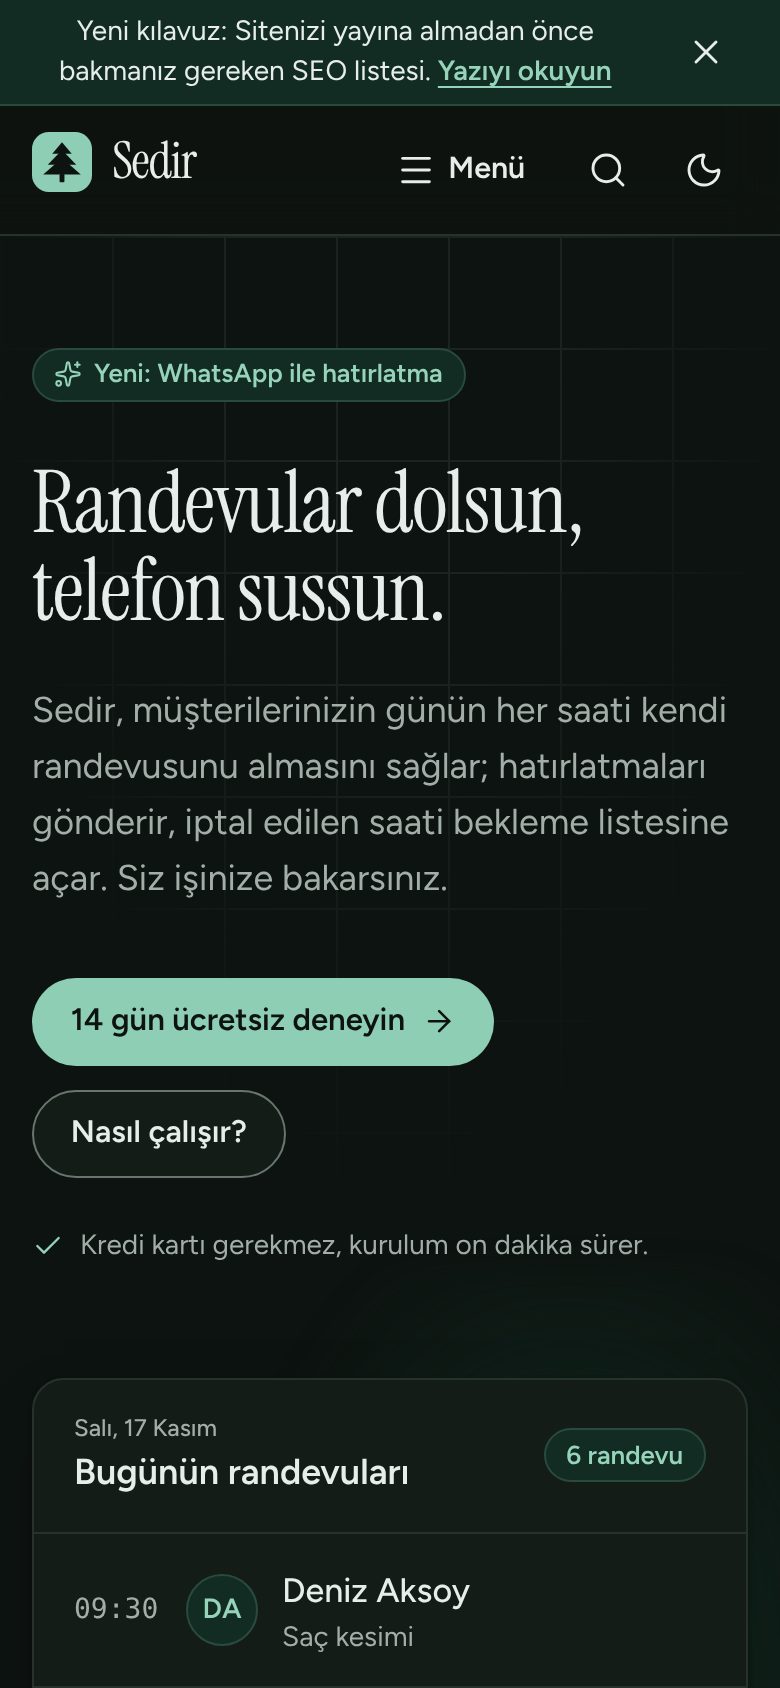 Yeni kılavuz: Sitenizi yayına almadan önce
bakmanız gereken SEO listesi. Yazıyı okuyun
Sedir
Menü
Yeni: WhatsApp ile hatırlatma
Randevular dolsun,
telefon sussun.
Sedir, müşterilerinizin günün her saati kendi
randevusunu almasını sağlar; hatırlatmaları
gönderir, iptal edilen saati bekleme listesine
açar. Siz işinize bakarsınız.
14 gün ücretsiz deneyin
Nasıl çalışır?
Kredi kartı gerekmez, kurulum on dakika sürer.
Salı, 17 Kasım
Bugünün randevuları
6 randevu
09:30
DA
Deniz Aksoy
Saç kesimi